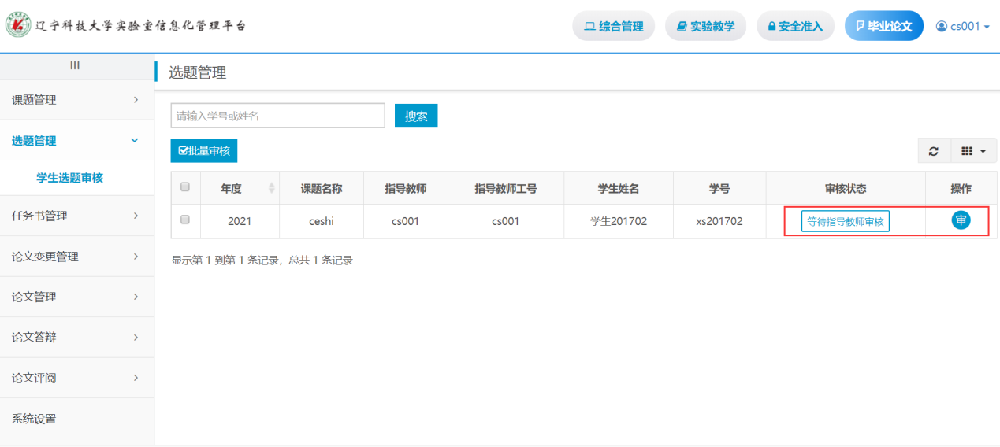 辽宁科技大学实验室信息化管理平台
综合管理 实验教学 安全准入 毕业论文 cs001
课题管理
选题管理
学生选题审核
任务书管理
论文变更管理
论文管理
论文答辩
论文评阅
系统设置
选题管理
请输入学号或姓名 搜索
批量审核
年度 课题名称 指导教师 指导教师工号 学生姓名 学号 审核状态 操作
2021 ceshi cs001 cs001 学生201702 xs201702 等待指导教师审核 审
显示第 1 到第 1 条记录，总共 1 条记录